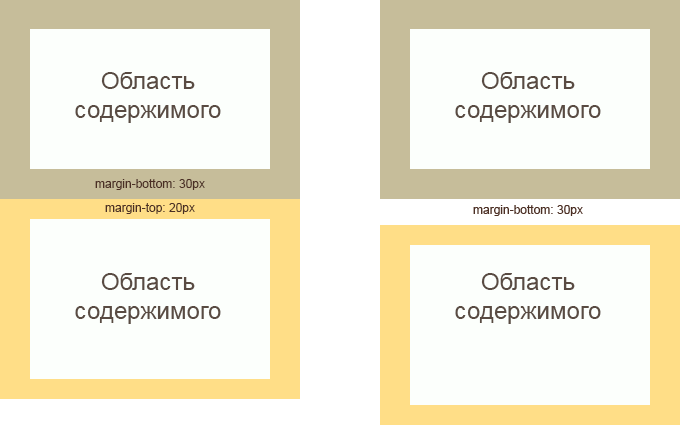 Область
содержимого
margin-bottom: 30px
margin-top: 20px
Область
содержимого
Область
содержимого
margin-bottom: 30px
Область
содержимого